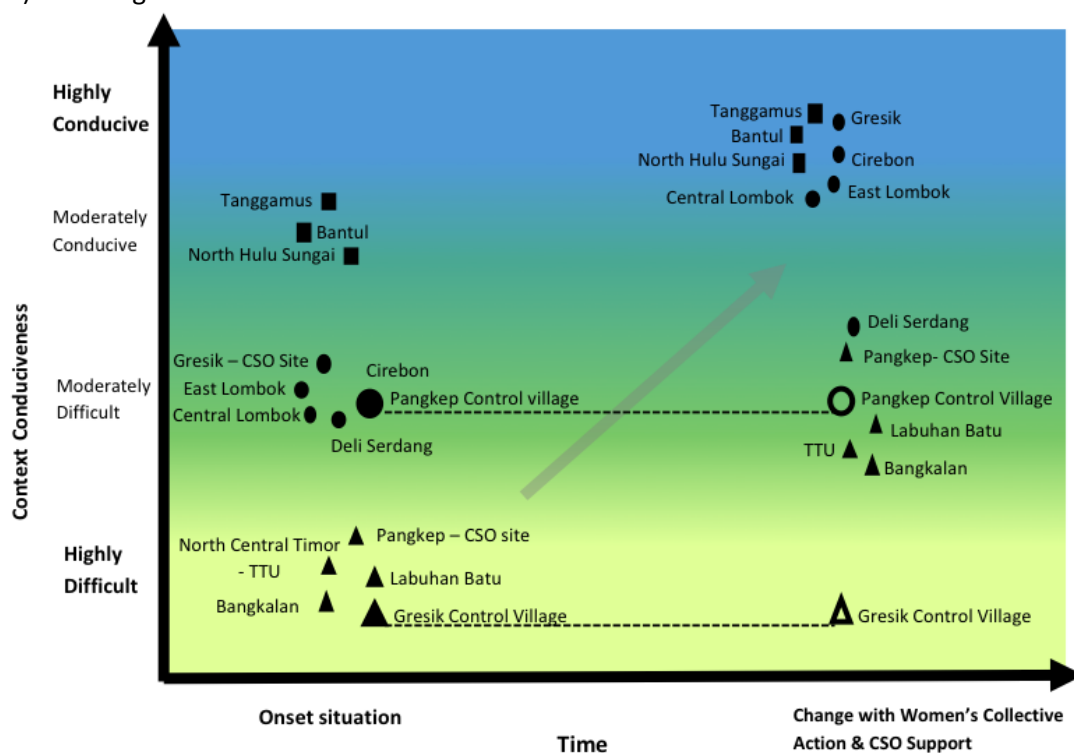 Highly
Conducive
Tanggamus
Gresik
Bantul
North Hulu Sungai
Cirebon
East Lombok
Central Lombok
Tanggamus
Moderately
Conducive
Bantul
North Hulu Sungai
Context Conduciveness
Deli Serdang
Pangkep- CSO Site
Gresik – CSO Site
Cirebon
Moderately
Difficult
East Lombok
Pangkep Control village
Pangkep Control Village
Central Lombok
Deli Serdang
Labuhan Batu
TTU
Bangkalan
Highly
Difficult
Pangkep – CSO site
North Central Timor
- TTU
Labuhan Batu
Bangkalan
Gresik Control Village
Gresik Control Village
Onset situation
Change with Women's Collective
Action & CSO Support
Time